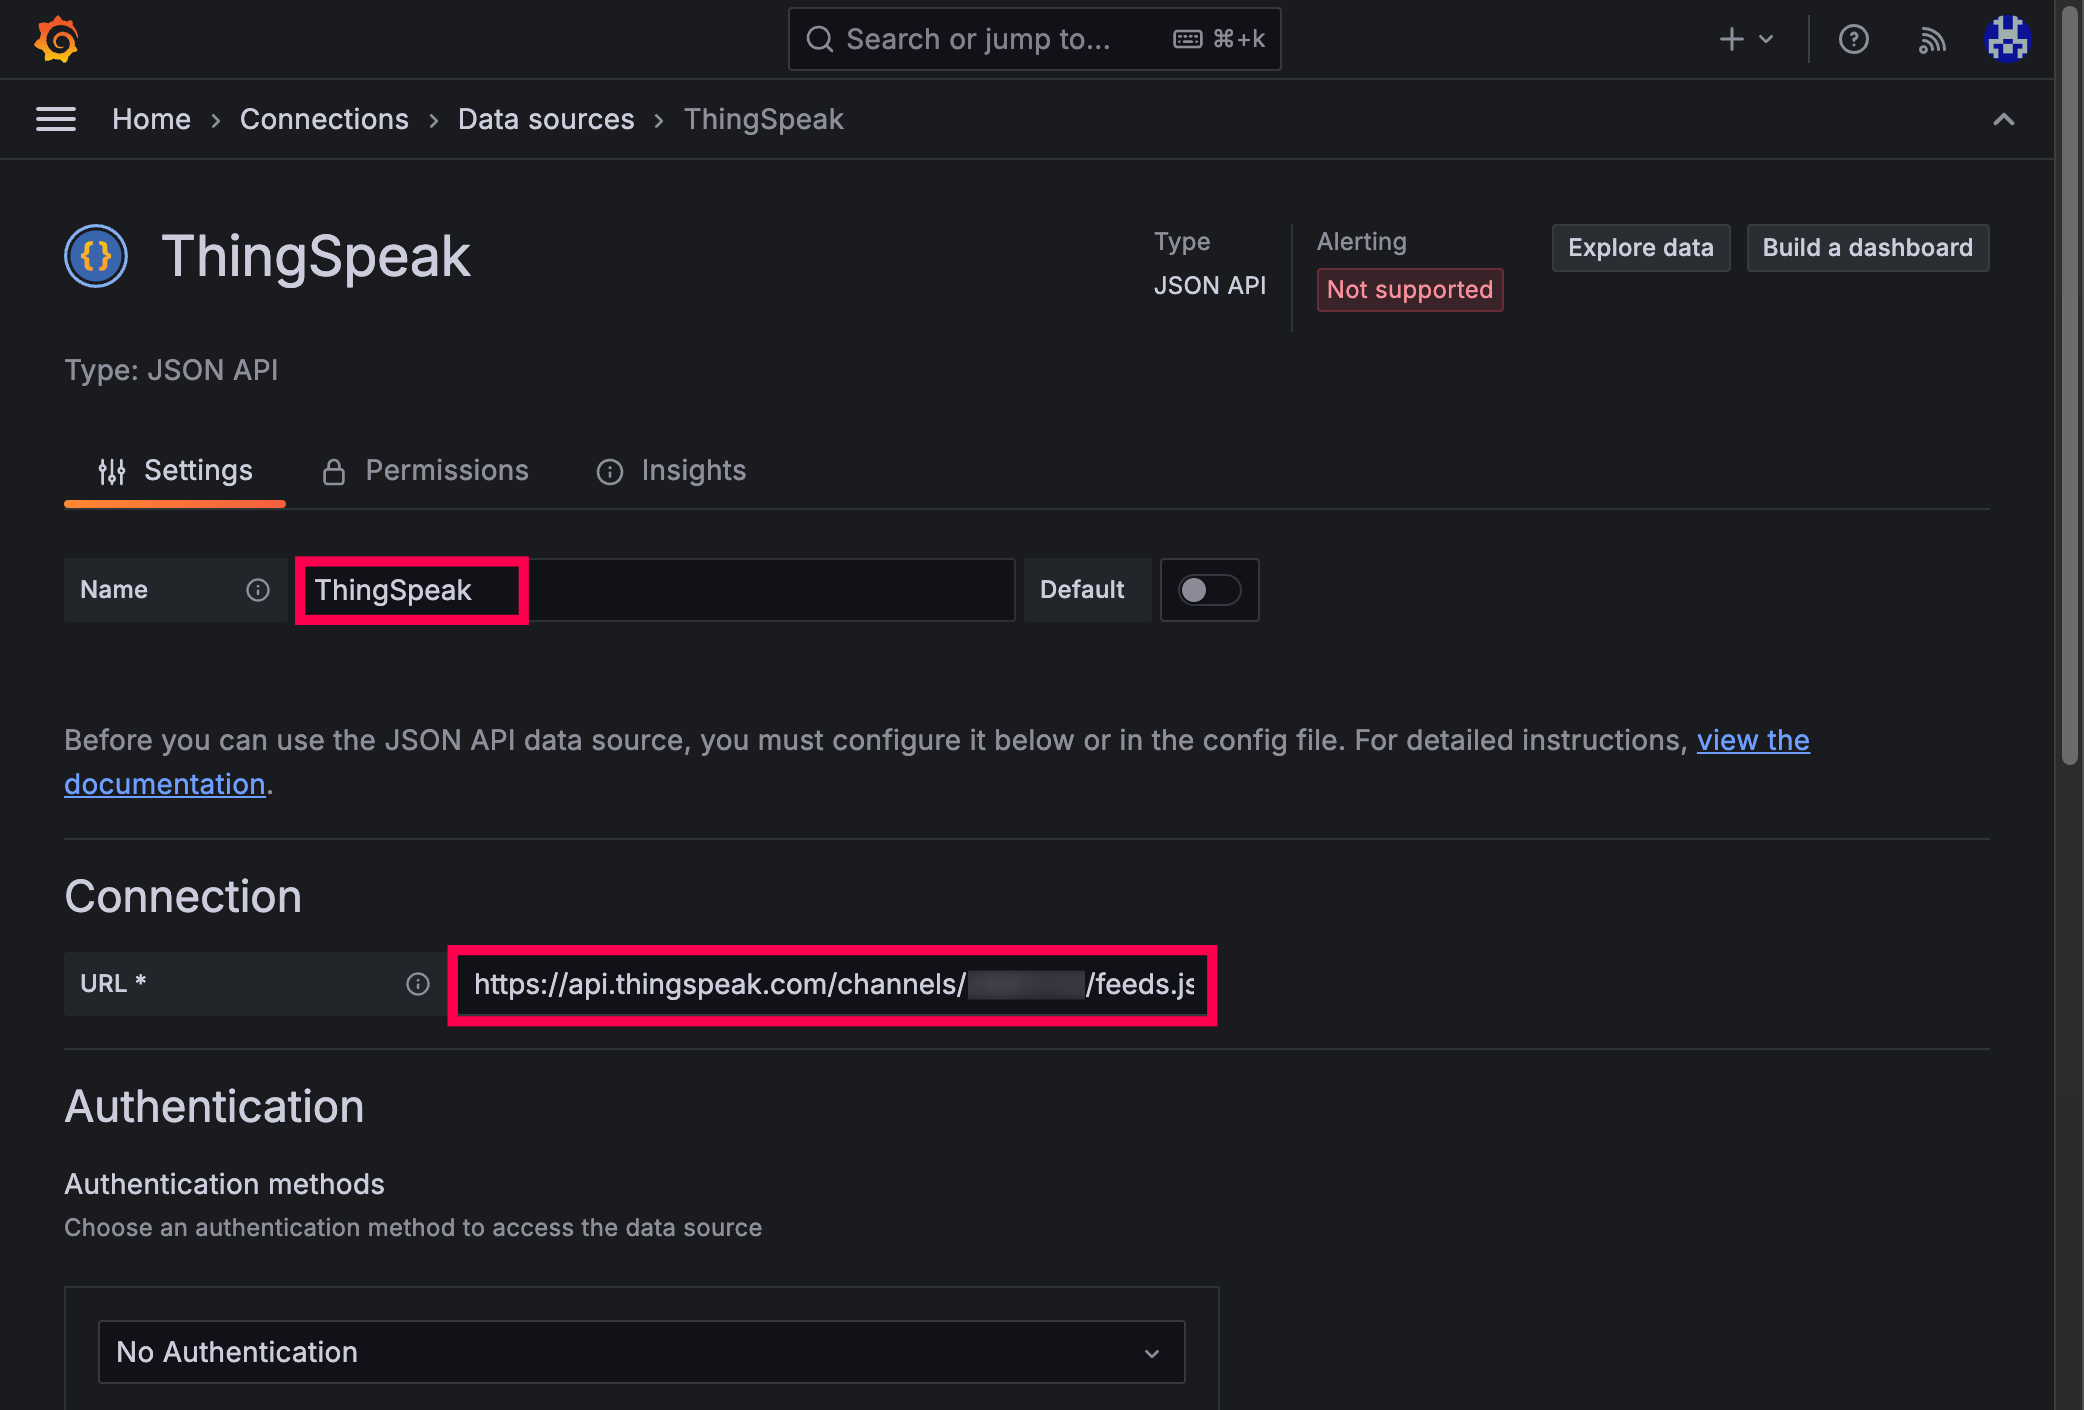 Search or jump to... ⌘+k
Home › Connections › Data sources › ThingSpeak
ThingSpeak
Type
JSON API
Alerting
Not supported
Explore data
Build a dashboard
Type: JSON API
Settings
Permissions
Insights
Name
ThingSpeak
Default
Before you can use the JSON API data source, you must configure it below or in the config file. For detailed instructions, view the
documentation.
Connection
URL *
https://api.thingspeak.com/channels/ /feeds.js
Authentication
Authentication methods
Choose an authentication method to access the data source
No Authentication